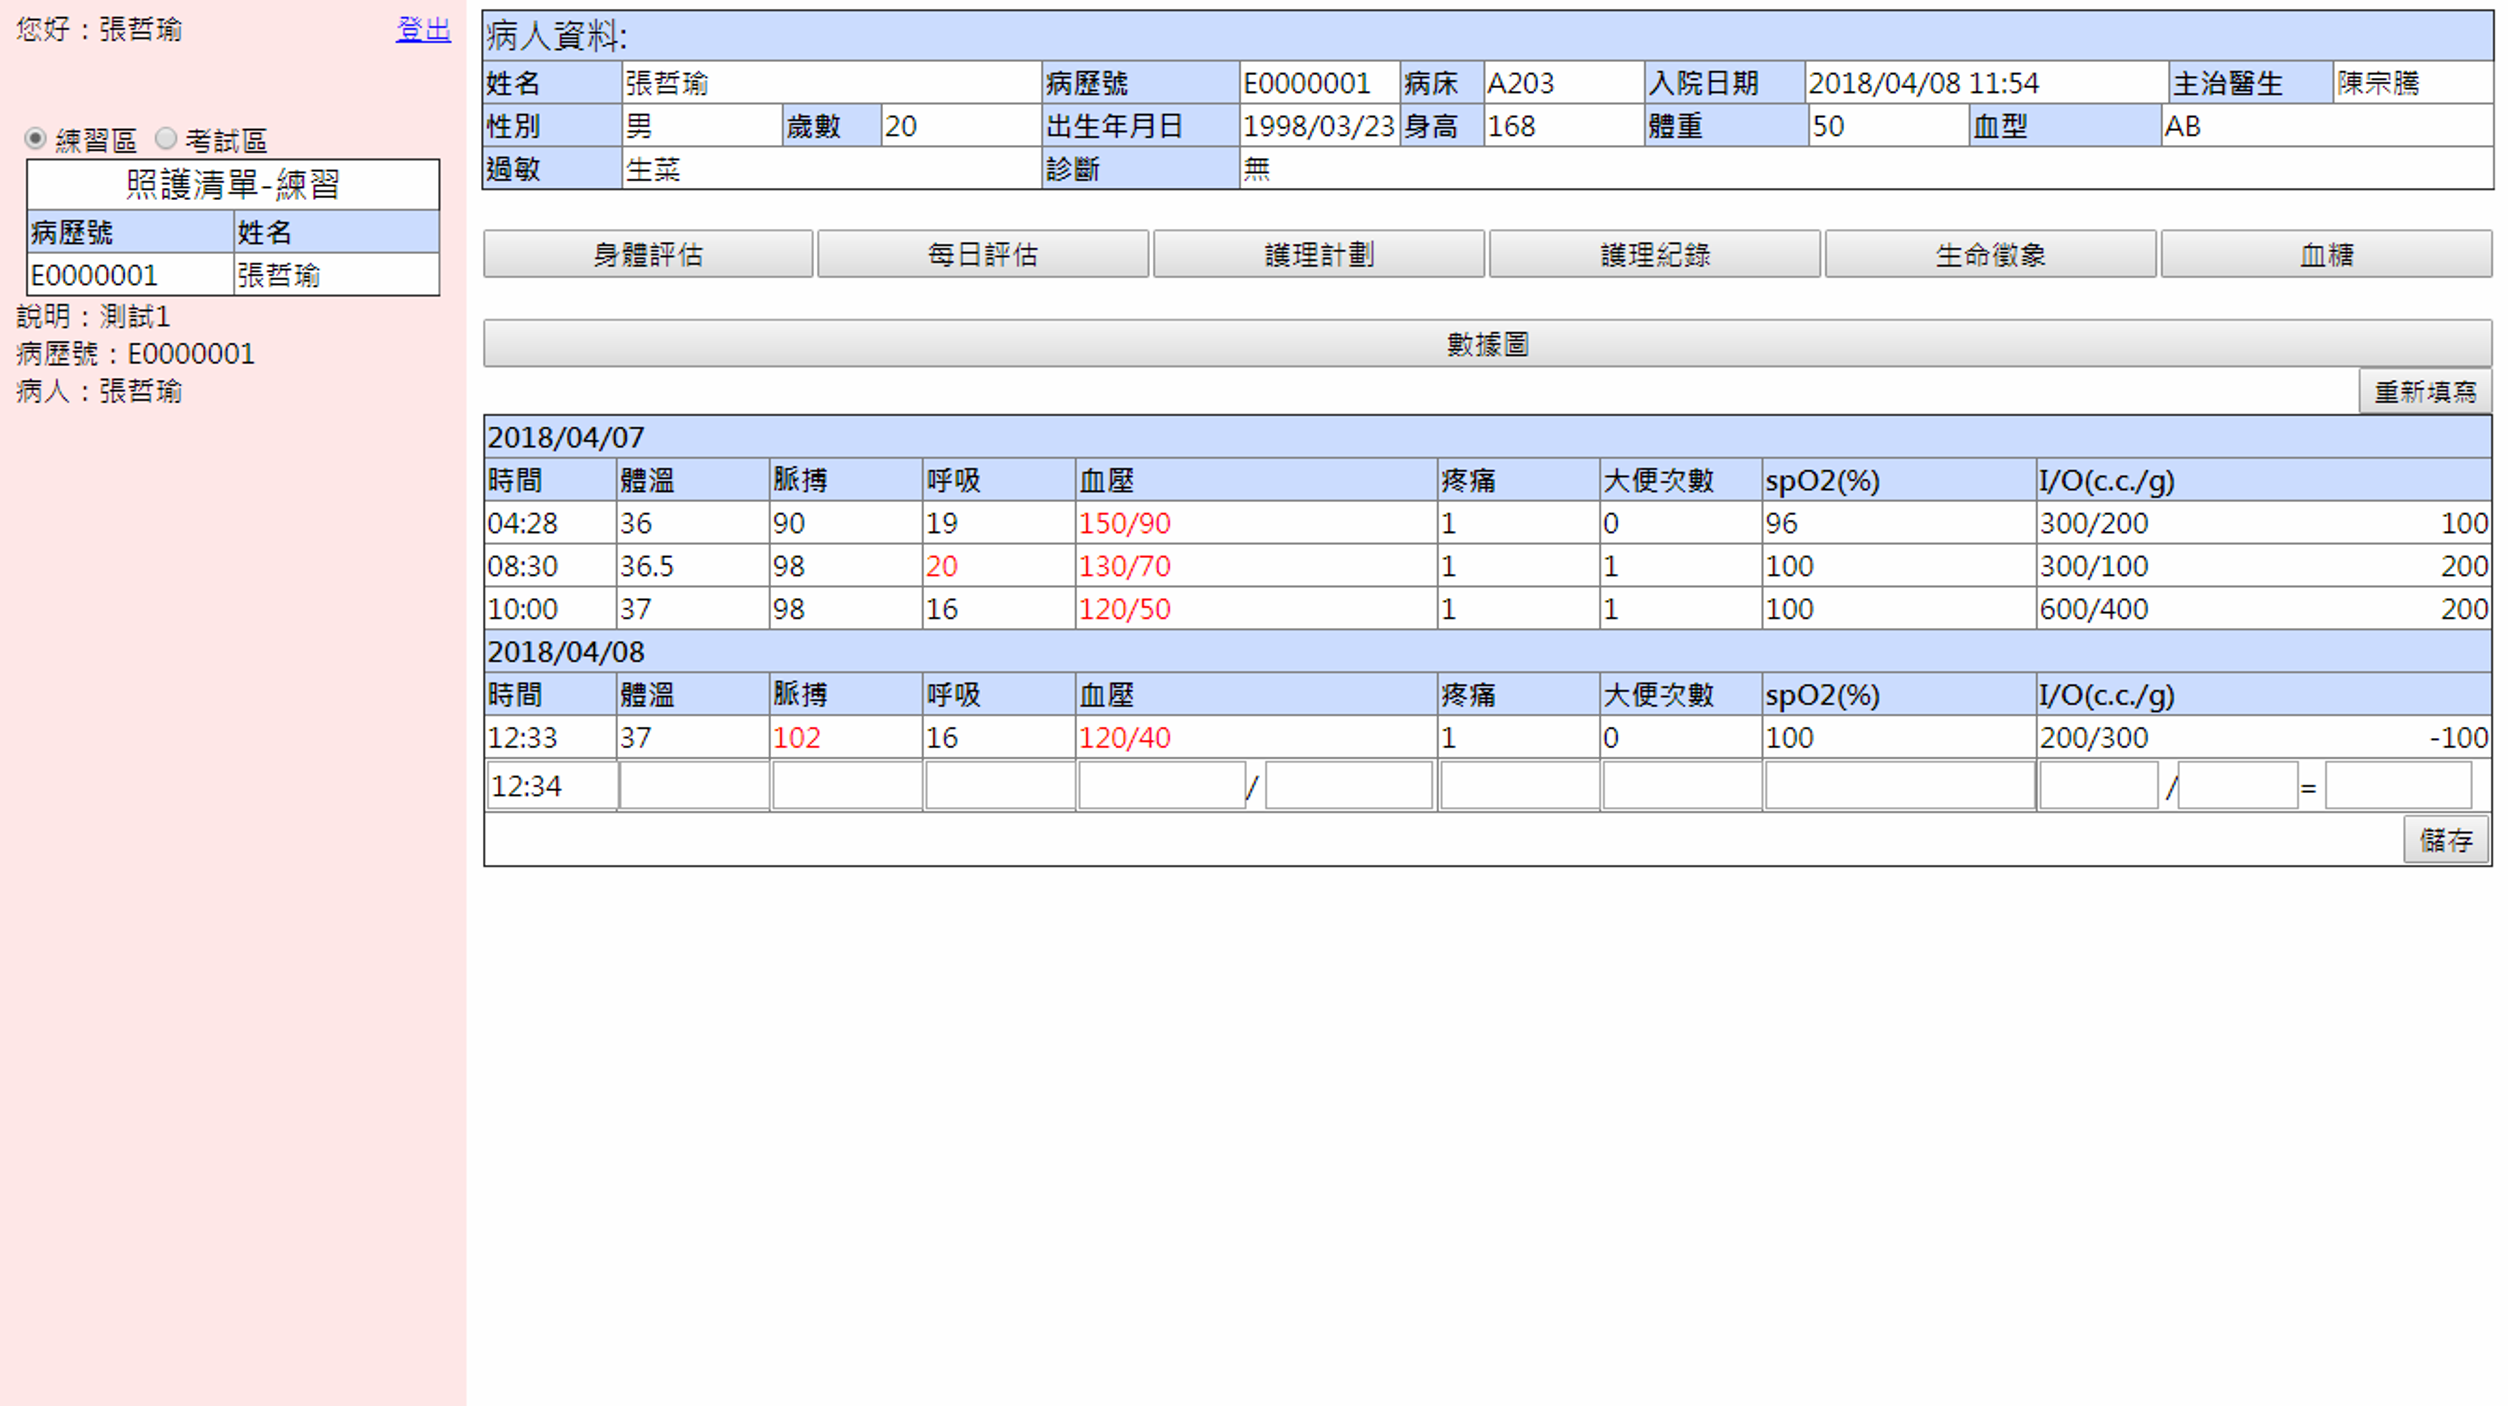 您好：張哲瑜 登出
練習區 考試區
照護清單-練習
病歷號 姓名
E0000001 張哲瑜
說明：測試1
病歷號：E0000001
病人：張哲瑜
病人資料:
姓名 張哲瑜 病歷號 E0000001 病床 A203 入院日期 2018/04/08 11:54 主治醫生 陳宗騰
性別 男 歲數 20 出生年月日 1998/03/23 身高 168 體重 50 血型 AB
過敏 生菜 診斷 無
身體評估 每日評估 護理計劃 護理紀錄 生命徵象 血糖
數據圖
重新填寫
2018/04/07
時間 體溫 脈搏 呼吸 血壓 疼痛 大便次數 spO2(%) I/O(c.c./g)
04:28 36 90 19 150/90 1 0 96 300/200 100
08:30 36.5 98 20 130/70 1 1 100 300/100 200
10:00 37 98 16 120/50 1 1 100 600/400 200
2018/04/08
時間 體溫 脈搏 呼吸 血壓 疼痛 大便次數 spO2(%) I/O(c.c./g)
12:33 37 102 16 120/40 1 0 100 200/300 -100
12:34 / / =
儲存